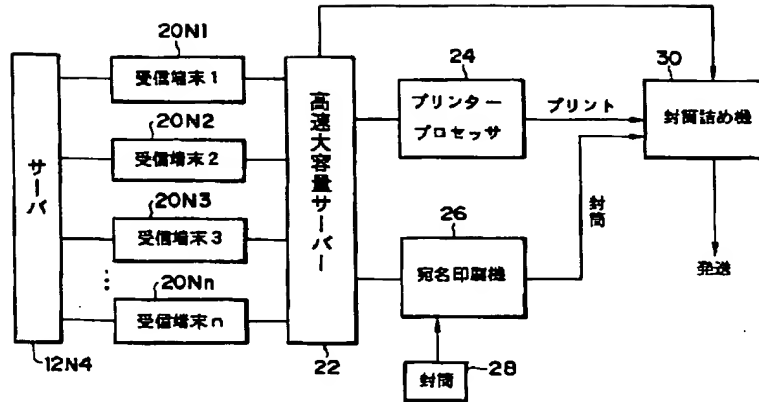 20N1
受信端末1
20N2
受信端末2
20N3
受信端末3
⋮
20Nn
受信端末n
サーバ
12N4
高速大容量サーバー
22
24
プリンター
プロセッサ
プリント
30
封筒詰め機
26
宛名印刷機
封筒
発送
封筒
28